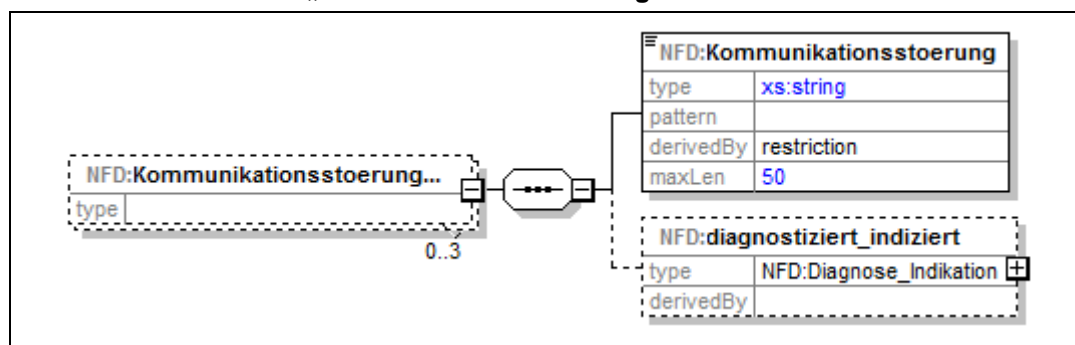 NFD:Kommunikationsstoerung
type xs:string
pattern
derivedBy restriction
maxLen 50
NFD:Kommunikationsstoerung...
type
0..3
NFD:diagnostiziert_indiziert
type NFD:Diagnose_Indikation
derivedBy